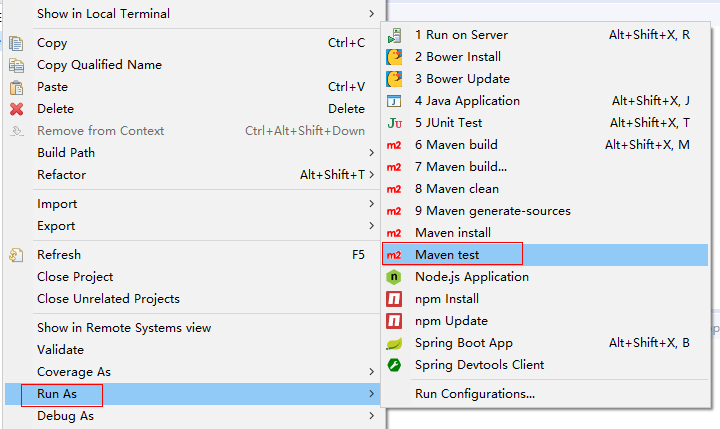 Show in Local Terminal
Copy Ctrl+C
Copy Qualified Name
Paste Ctrl+V
Delete Delete
Remove from Context Ctrl+Alt+Shift+Down
Build Path
Refactor Alt+Shift+T
Import
Export
Refresh F5
Close Project
Close Unrelated Projects
Show in Remote Systems view
Validate
Coverage As
Run As
Debug As
1 Run on Server Alt+Shift+X, R
2 Bower Install
3 Bower Update
4 Java Application Alt+Shift+X, J
JU 5 JUnit Test Alt+Shift+X, T
m2 6 Maven build Alt+Shift+X, M
m2 7 Maven build...
m2 8 Maven clean
m2 9 Maven generate-sources
m2 Maven install
m2 Maven test
Node.js Application
npm Install
npm Update
Spring Boot App Alt+Shift+X, B
Spring Devtools Client
Run Configurations...